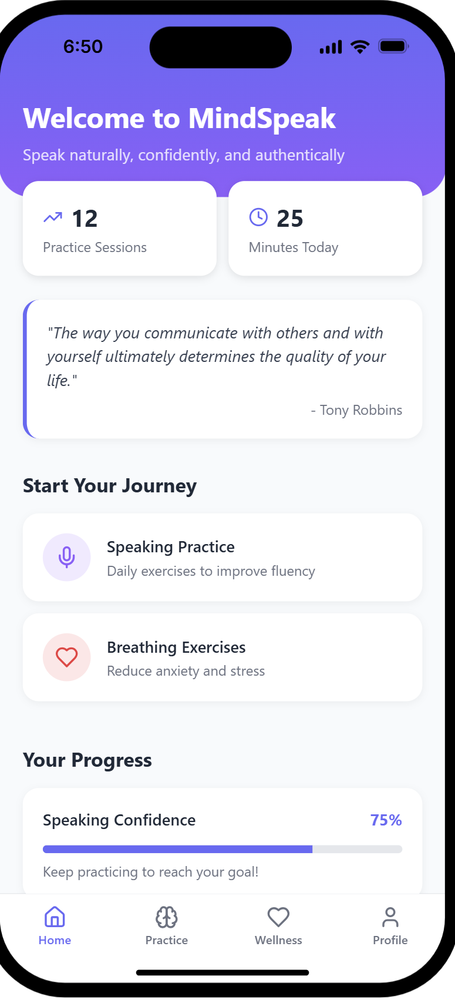 6:50
Welcome to MindSpeak
Speak naturally, confidently, and authentically
12
Practice Sessions
25
Minutes Today
"The way you communicate with others and with
yourself ultimately determines the quality of your
life."
- Tony Robbins
Start Your Journey
Speaking Practice
Daily exercises to improve fluency
Breathing Exercises
Reduce anxiety and stress
Your Progress
Speaking Confidence
75%
Keep practicing to reach your goal!
Home
Practice
Wellness
Profile